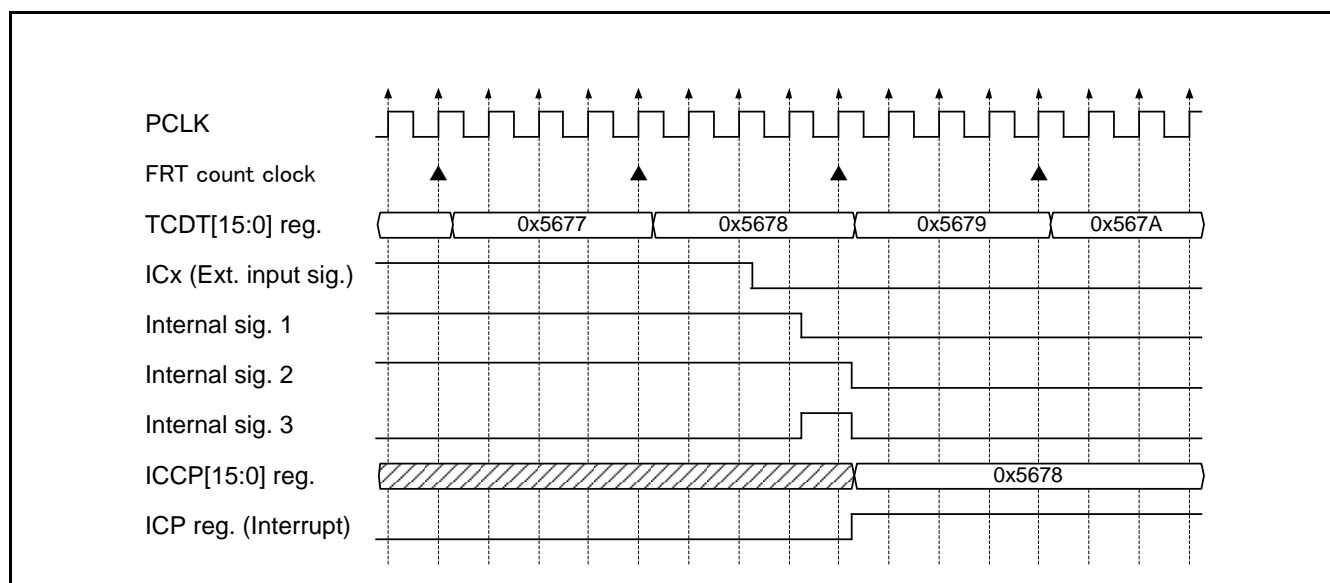 PCLK
FRT count clock
TCDT[15:0] reg. 0x5677 0x5678 0x5679 0x567A
ICx (Ext. input sig.)
Internal sig. 1
Internal sig. 2
Internal sig. 3
ICCP[15:0] reg. 0x5678
ICP reg. (Interrupt)